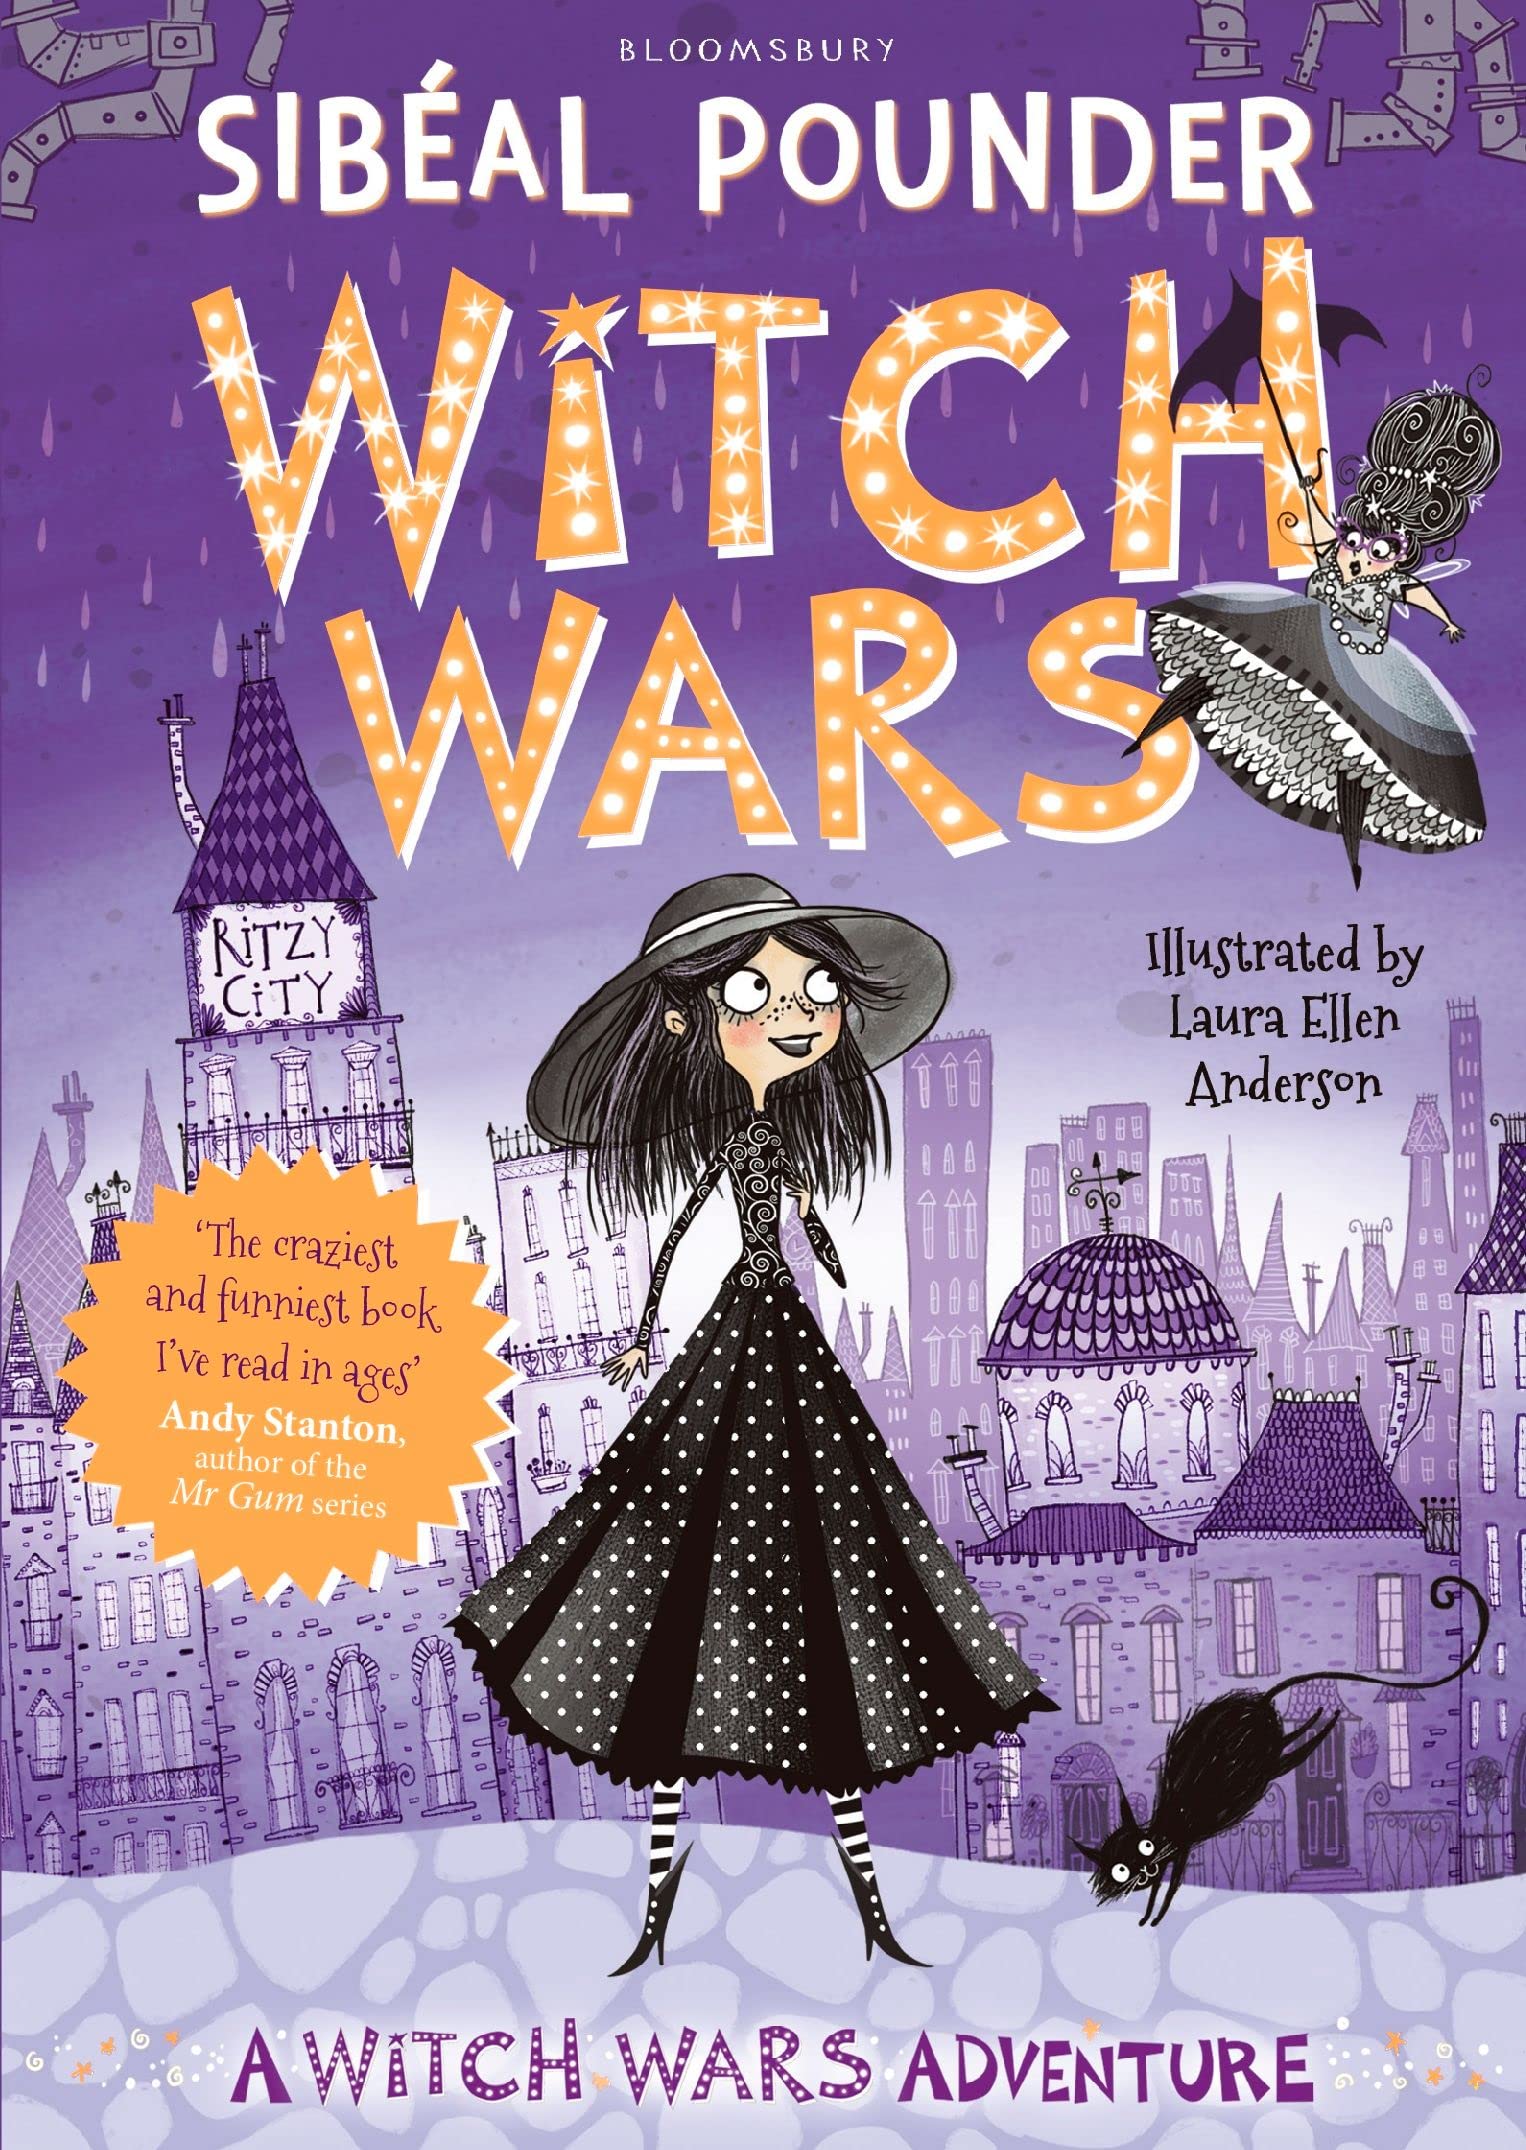 BLOOMSBURY
SIBÉAL POUNDER
WiTCH
WARS
RiTZY
CiTY
Illustrated by
Laura Ellen
Anderson
‘The craziest
and funniest book
I’ve read in ages’
Andy Stanton,
author of the
Mr Gum series
A WiTCH WARS ADVENTURE